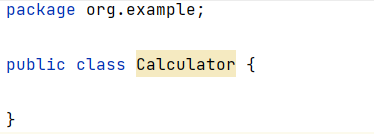 package org.example;
public class Calculator {
}